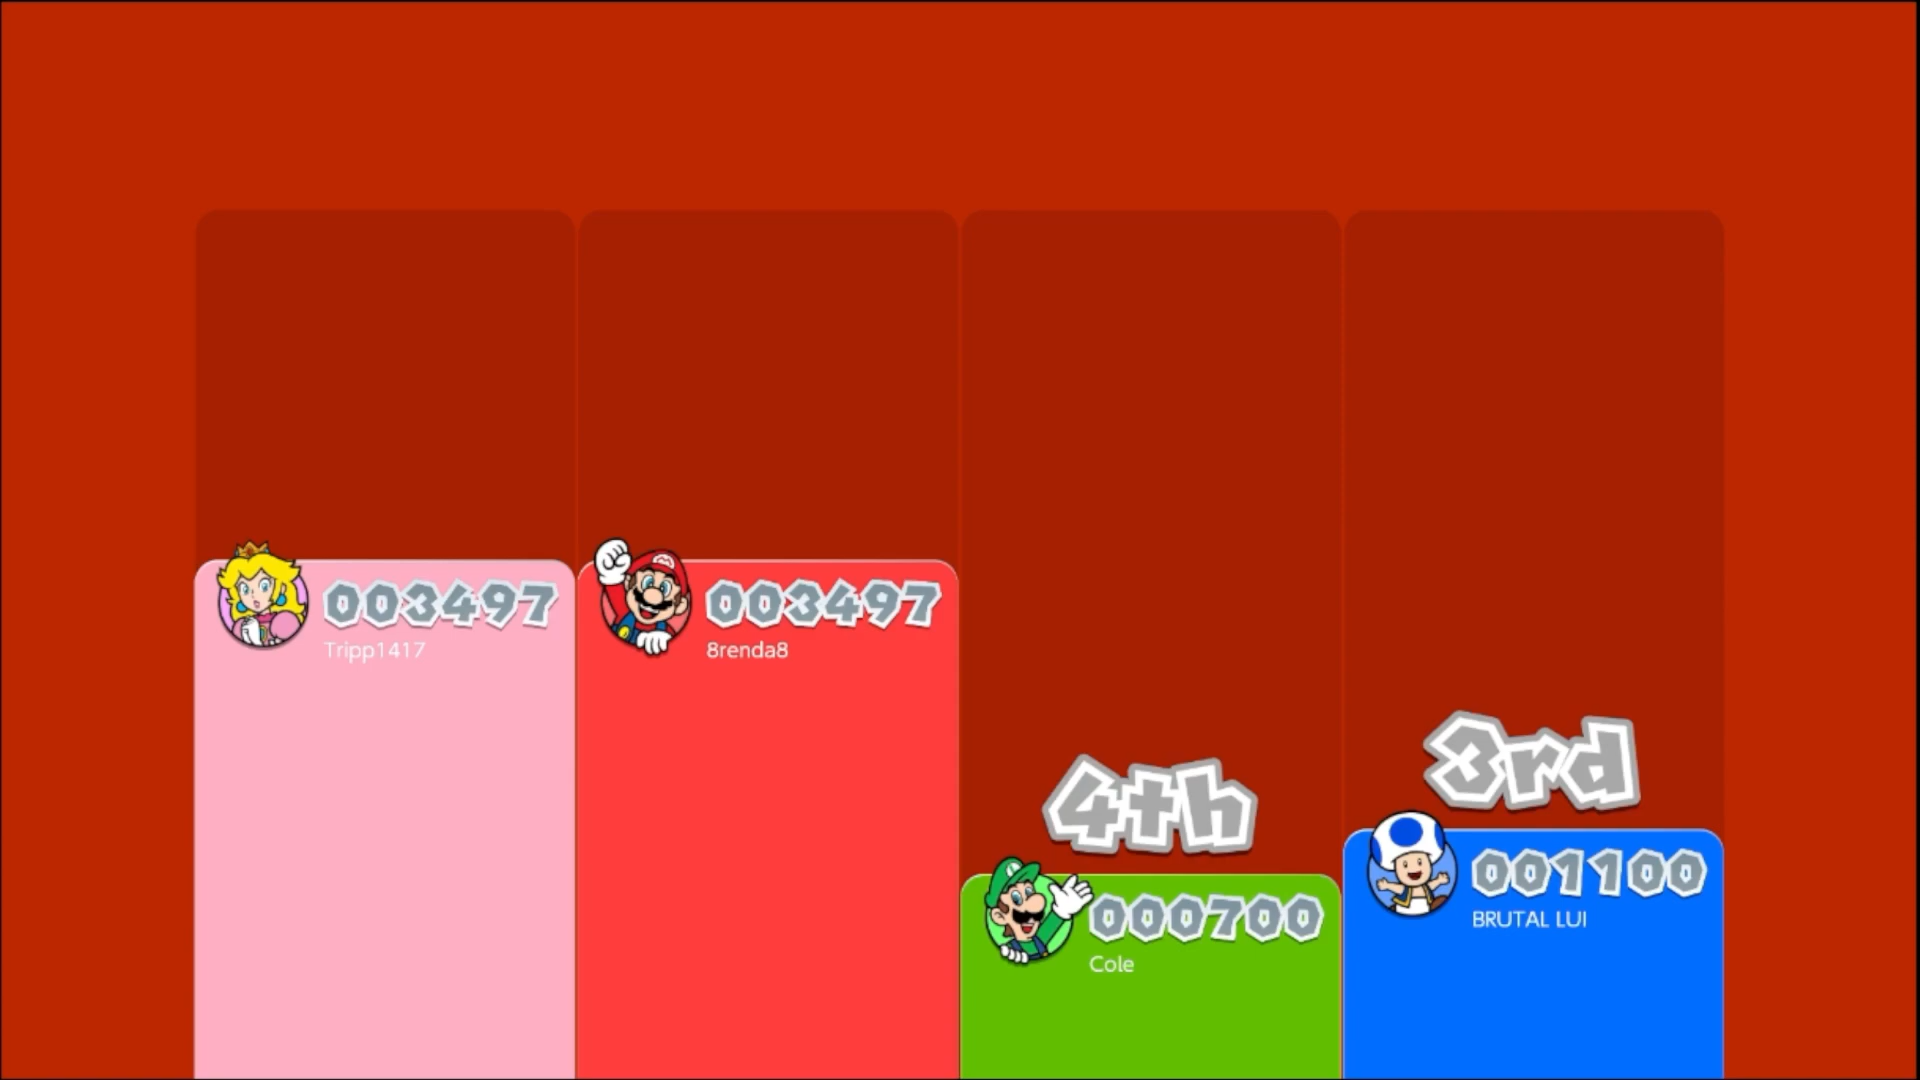 003497
Tripp1417
003497
8renda8
4th
000700
Cole
3rd
001100
BRUTAL LUI